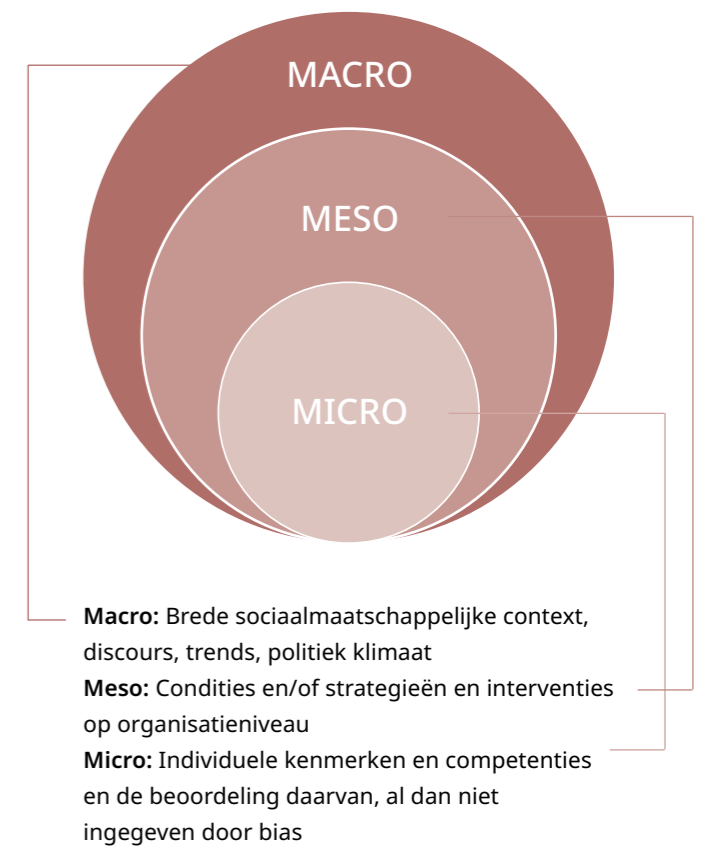 MACRO
MESO
MICRO
Macro: Brede sociaalmaatschappelijke context,
discours, trends, politiek klimaat
Meso: Condities en/of strategieën en interventies
op organisatieniveau
Micro: Individuele kenmerken en competenties
en de beoordeling daarvan, al dan niet
ingegeven door bias